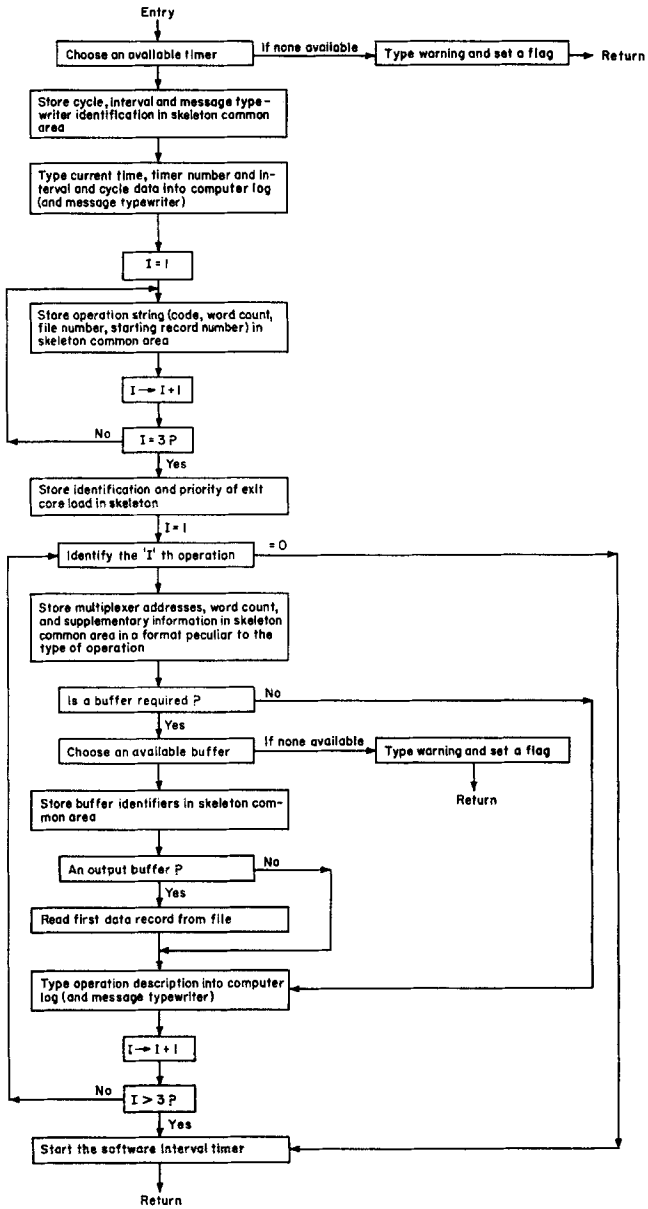 Entry
Choose an available timer
If none available
Type warning and set a flag
Return
Store cycle, interval and message type-
writer identification in skeleton common
area
Type current time, timer number and in-
terval and cycle data into computer log
(and message typewriter)
I = 1
Store operation string (code, word count,
file number, starting record number) in
skeleton common area
I → I + 1
No
I = 3 ?
Yes
Store identification and priority of exit
core load in skeleton
I = 1
= 0
Identify the 'I' th operation
Store multiplexer addresses, word count,
and supplementary information in skeleton
common area in a format peculiar to the
type of operation
Is a buffer required ?
No
Yes
Choose an available buffer
If none available
Type warning and set a flag
Return
Store buffer identifiers in skeleton com-
mon area
An output buffer ?
No
Yes
Read first data record from file
Type operation description into computer
log (and message typewriter)
I → I + 1
No
I > 3 ?
Yes
Start the software interval timer
Return